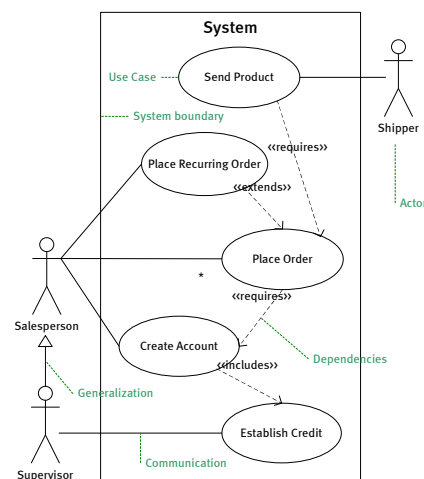 System
Use Case
Send Product
System boundary
Shipper
<<requires>>
Place Recurring Order
<<extends>>
Actor
Place Order
*
<<requires>>
Salesperson
Create Account
Dependencies
<<includes>>
Generalization
Establish Credit
Communication
Supervisor